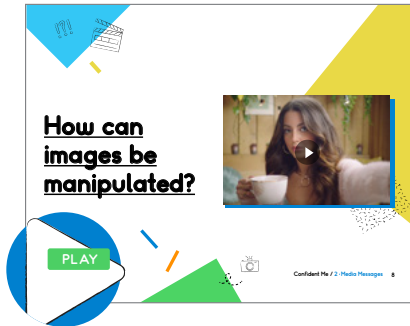 How can
images be
manipulated?
PLAY
Confident Me / 2 · Media Messages 8